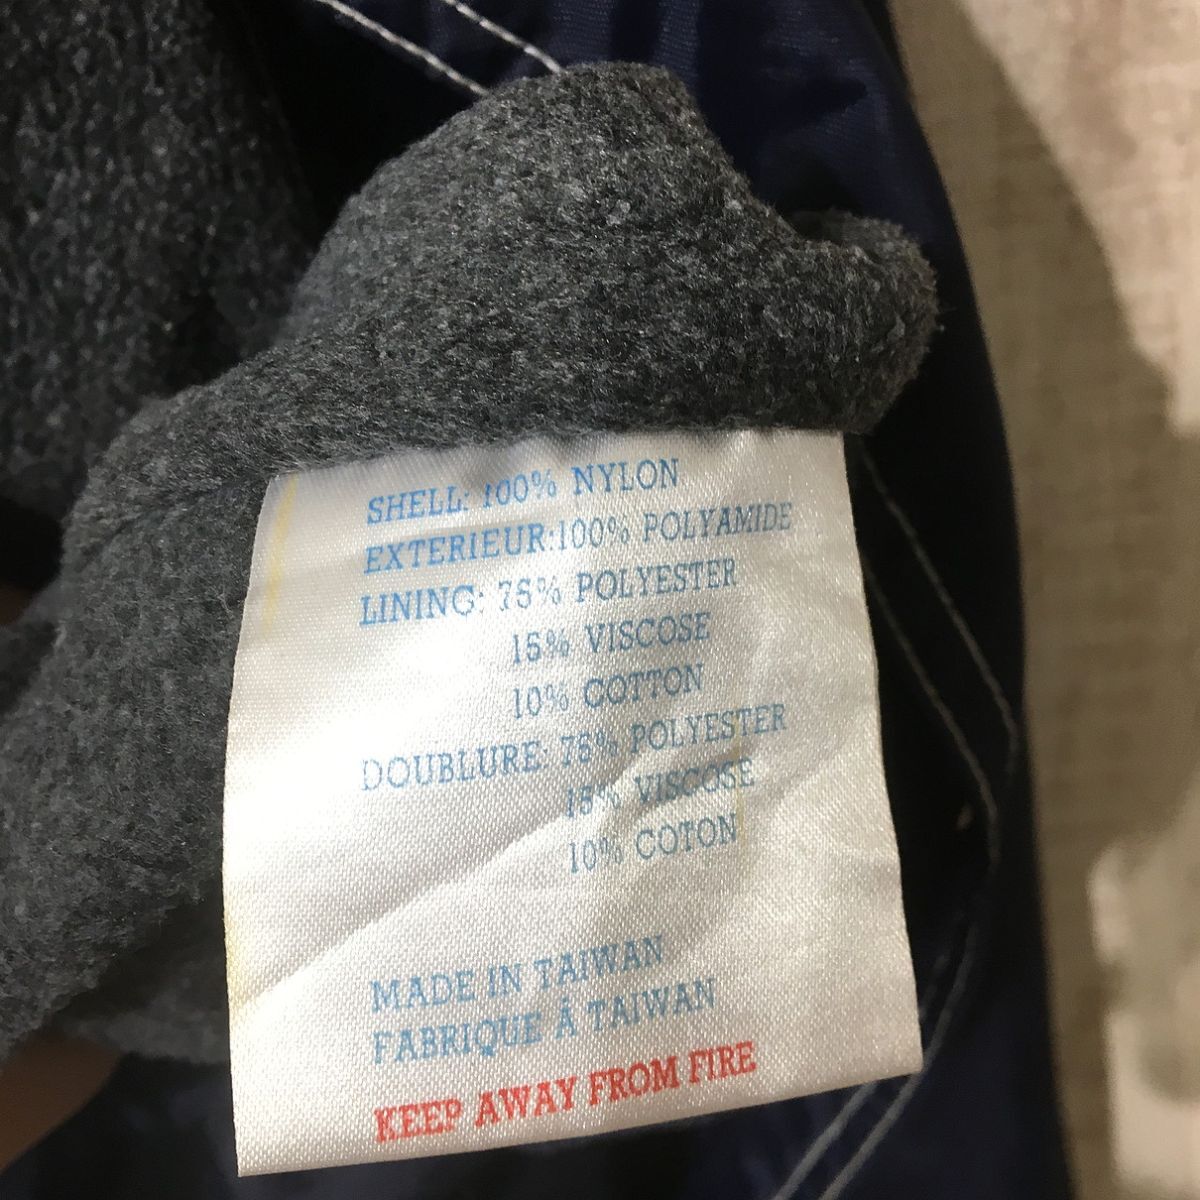 SHELL: 100% NYLON
EXTERIEUR:100% POLYAMIDE
LINING: 75% POLYESTER
15% VISCOSE
10% COTTON
DOUBLURE: 75% POLYESTER
15% VISCOSE
10% COTON
MADE IN TAIWAN
FABRIQUE À TAIWAN
KEEP AWAY FROM FIRE